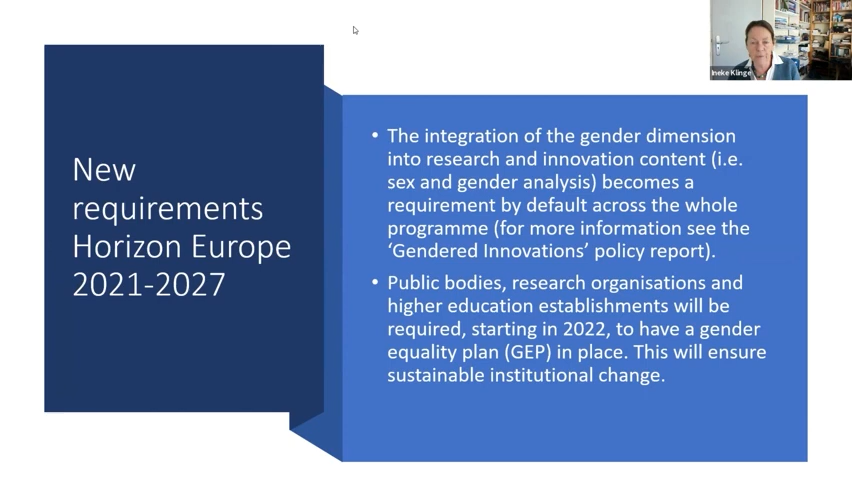 New
requirements
Horizon Europe
2021-2027
• The integration of the gender dimension
into research and innovation content (i.e.
sex and gender analysis) becomes a
requirement by default across the whole
programme (for more information see the
‘Gendered Innovations’ policy report).
• Public bodies, research organisations and
higher education establishments will be
required, starting in 2022, to have a gender
equality plan (GEP) in place. This will ensure
sustainable institutional change.
Ineke Klinge